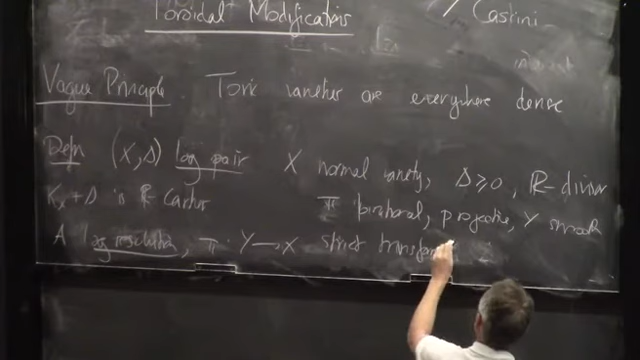 Toroidal Modifications / Castini
Vague Principle. Toric varieties are everywhere dense
Defn (X, Δ) log pair X normal variety, Δ ≥ 0, ℝ-divisor
K_X + Δ is ℝ-Cartier π birational, projective, Y smooth
A log resolution, π: Y → X strict transform